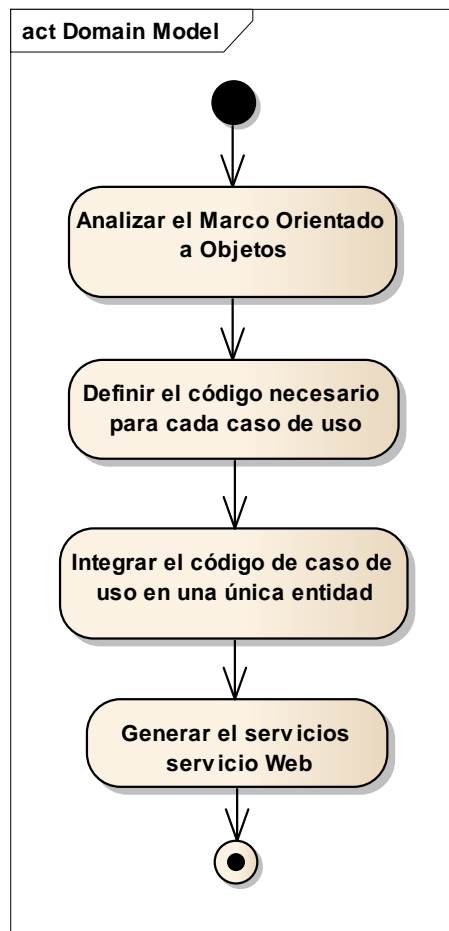 act Domain Model
Analizar el Marco Orientado
a Objetos
Definir el código necesario
para cada caso de uso
Integrar el código de caso de
uso en una única entidad
Generar el servicios
servicio Web